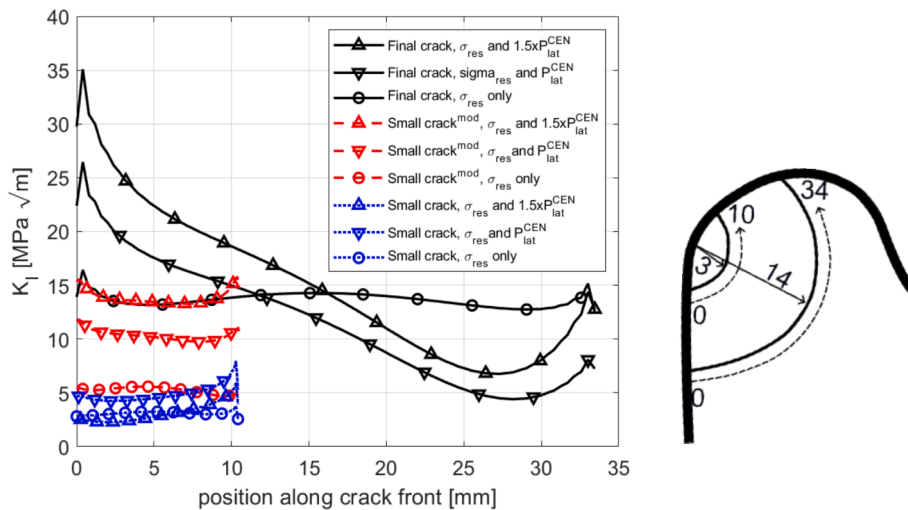 40
35
30
25
20
15
10
5
0
K_I [MPa √m]
Final crack, σ_res and 1.5xP_lat^CEN
Final crack, sigma_res and P_lat^CEN
Final crack, σ_res only
Small crack^mod, σ_res and 1.5xP_lat^CEN
Small crack^mod, σ_res and P_lat^CEN
Small crack^mod, σ_res only
Small crack, σ_res and 1.5xP_lat^CEN
Small crack, σ_res and P_lat^CEN
Small crack, σ_res only
0 5 10 15 20 25 30 35
position along crack front [mm]
34
10
3
14
0
0